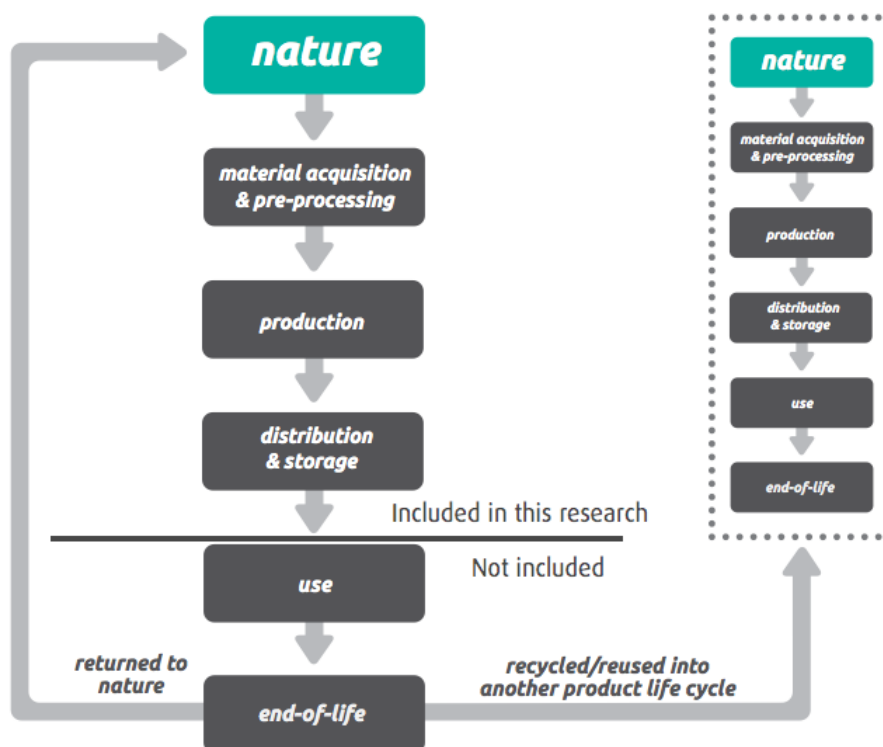 nature
material acquisition
& pre-processing
production
distribution
& storage
Included in this research
Not included
use
returned to
nature
end-of-life
recycled/reused into
another product life cycle
nature
material acquisition
& pre-processing
production
distribution
& storage
use
end-of-life